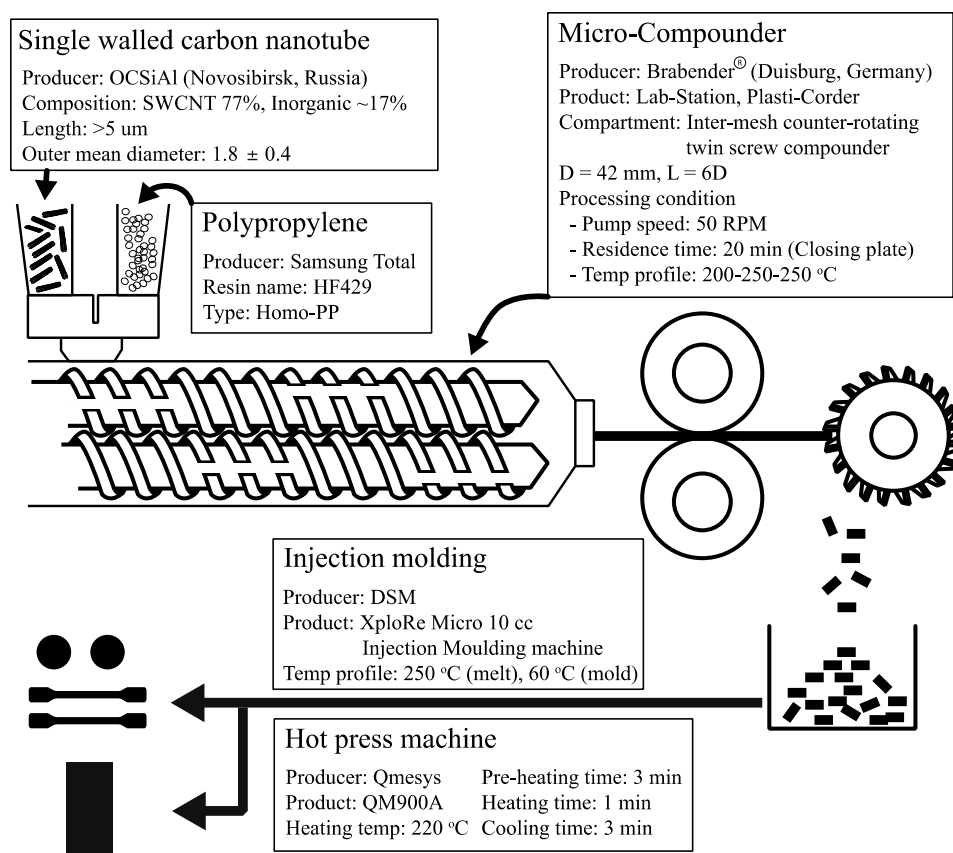 Single walled carbon nanotube
Producer: OCSiAl (Novosibirsk, Russia)
Composition: SWCNT 77%, Inorganic ~17%
Length: >5 um
Outer mean diameter: 1.8 ± 0.4
Micro-Compounder
Producer: Brabender® (Duisburg, Germany)
Product: Lab-Station, Plasti-Corder
Compartment: Inter-mesh counter-rotating
twin screw compounder
D = 42 mm, L = 6D
Processing condition
- Pump speed: 50 RPM
- Residence time: 20 min (Closing plate)
- Temp profile: 200-250-250 °C
Polypropylene
Producer: Samsung Total
Resin name: HF429
Type: Homo-PP
Injection molding
Producer: DSM
Product: XploRe Micro 10 cc
Injection Moulding machine
Temp profile: 250 °C (melt), 60 °C (mold)
Hot press machine
Producer: Qmesys Pre-heating time: 3 min
Product: QM900A Heating time: 1 min
Heating temp: 220 °C Cooling time: 3 min